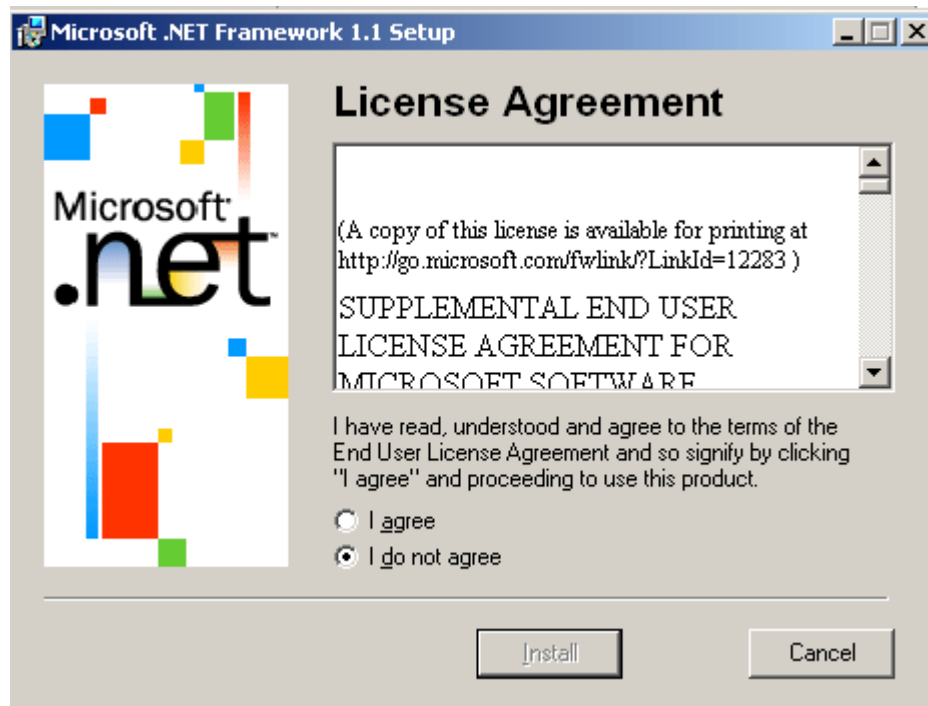 Microsoft .NET Framework 1.1 Setup
License Agreement
Microsoft
.net
(A copy of this license is available for printing at
http://go.microsoft.com/fwlink/?LinkId=12283 )
SUPPLEMENTAL END USER
LICENSE AGREEMENT FOR
MICROSOFT SOFTWARE
I have read, understood and agree to the terms of the
End User License Agreement and so signify by clicking
"I agree" and proceeding to use this product.
I agree
I do not agree
Install
Cancel